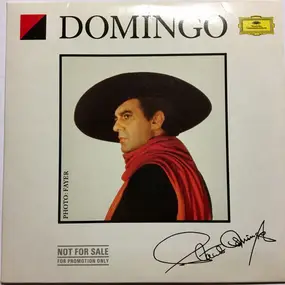 DOMINGO
PHOTO: FAYER
NOT FOR SALE
FOR PROMOTION ONLY